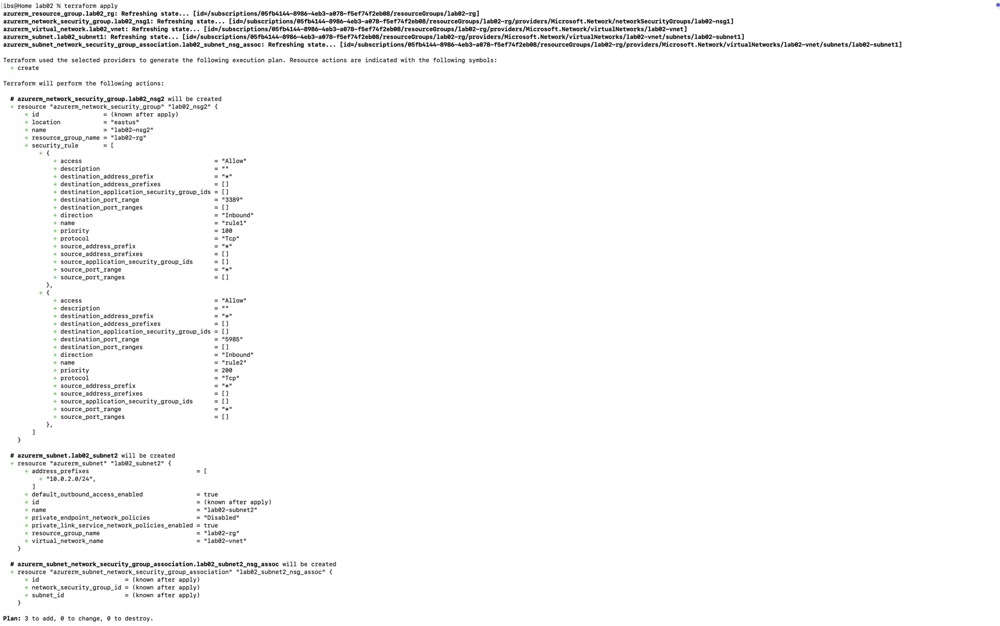 ibs@Home lab02 % terraform apply
azurerm_resource_group.lab02_rg: Refreshing state... [id=/subscriptions/05fb4144-8986-4eb3-a078-f5ef74f2eb08/resourceGroups/lab02-rg]
azurerm_network_security_group.lab02_nsg1: Refreshing state... [id=/subscriptions/05fb4144-8986-4eb3-a078-f5ef74f2eb08/resourceGroups/lab02-rg/providers/Microsoft.Network/networkSecurityGroups/lab02-nsg1]
azurerm_virtual_network.lab02_vnet: Refreshing state... [id=/subscriptions/05fb4144-8986-4eb3-a078-f5ef74f2eb08/resourceGroups/lab02-rg/providers/Microsoft.Network/virtualNetworks/lab02-vnet]
azurerm_subnet.lab02_subnet1: Refreshing state... [id=/subscriptions/05fb4144-8986-4eb3-a078-f5ef74f2eb08/resourceGroups/lab02-rg/providers/Microsoft.Network/virtualNetworks/lab02-vnet/subnets/lab02-subnet1]
azurerm_subnet_network_security_group_association.lab02_subnet_nsg_assoc: Refreshing state... [id=/subscriptions/05fb4144-8986-4eb3-a078-f5ef74f2eb08/resourceGroups/lab02-rg/providers/Microsoft.Network/virtualNetworks/lab02-vnet/subnets/lab02-subnet1]
Terraform used the selected providers to generate the following execution plan. Resource actions are indicated with the following symbols:
+ create
Terraform will perform the following actions:
# azurerm_network_security_group.lab02_nsg2 will be created
+ resource "azurerm_network_security_group" "lab02_nsg2" {
+ id = (known after apply)
+ location = "eastus"
+ name = "lab02-nsg2"
+ resource_group_name = "lab02-rg"
+ security_rule = [
+ {
+ access = "Allow"
+ description = ""
+ destination_address_prefix = "*"
+ destination_address_prefixes = []
+ destination_application_security_group_ids = []
+ destination_port_range = "3389"
+ destination_port_ranges = []
+ direction = "Inbound"
+ name = "rule1"
+ priority = 100
+ protocol = "Tcp"
+ source_address_prefix = "*"
+ source_address_prefixes = []
+ source_application_security_group_ids = []
+ source_port_range = "*"
+ source_port_ranges = []
},
+ {
+ access = "Allow"
+ description = ""
+ destination_address_prefix = "*"
+ destination_address_prefixes = []
+ destination_application_security_group_ids = []
+ destination_port_range = "5985"
+ destination_port_ranges = []
+ direction = "Inbound"
+ name = "rule2"
+ priority = 200
+ protocol = "Tcp"
+ source_address_prefix = "*"
+ source_address_prefixes = []
+ source_application_security_group_ids = []
+ source_port_range = "*"
+ source_port_ranges = []
},
]
}
# azurerm_subnet.lab02_subnet2 will be created
+ resource "azurerm_subnet" "lab02_subnet2" {
+ address_prefixes = [
+ "10.0.2.0/24",
]
+ default_outbound_access_enabled = true
+ id = (known after apply)
+ name = "lab02-subnet2"
+ private_endpoint_network_policies = "Disabled"
+ private_link_service_network_policies_enabled = true
+ resource_group_name = "lab02-rg"
+ virtual_network_name = "lab02-vnet"
}
# azurerm_subnet_network_security_group_association.lab02_subnet2_nsg_assoc will be created
+ resource "azurerm_subnet_network_security_group_association" "lab02_subnet2_nsg_assoc" {
+ id = (known after apply)
+ network_security_group_id = (known after apply)
+ subnet_id = (known after apply)
}
Plan: 3 to add, 0 to change, 0 to destroy.